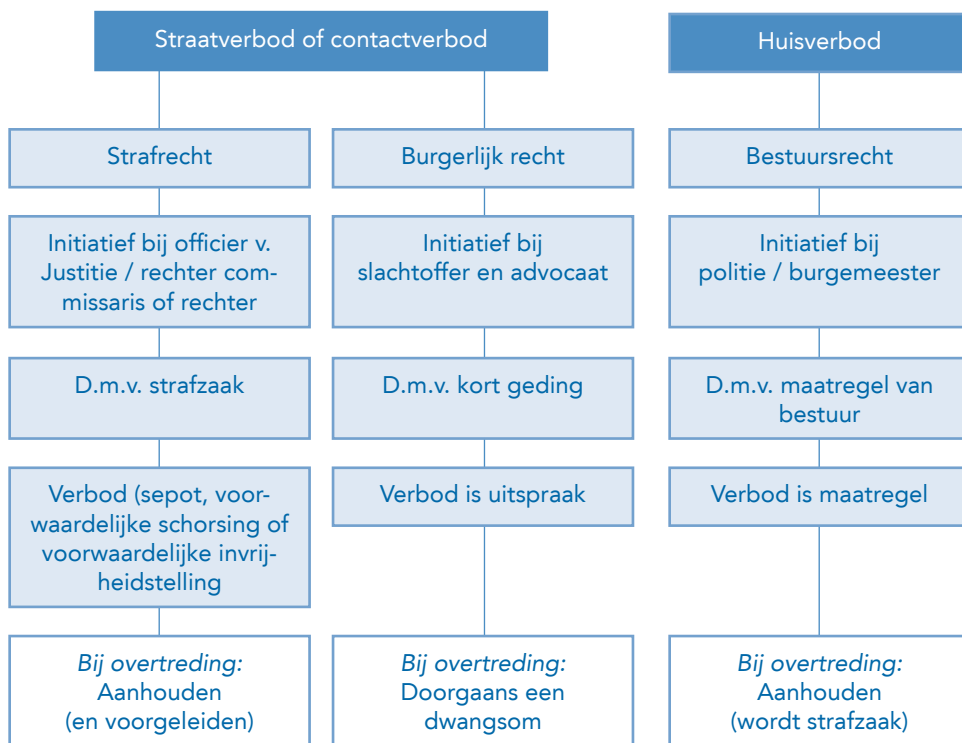 Straatverbod of contactverbod
Huisverbod
Strafrecht
Burgerlijk recht
Bestuursrecht
Initiatief bij officier v.
Justitie / rechter com-
missaris of rechter
Initiatief bij
slachtoffer en advocaat
Initiatief bij
politie / burgemeester
D.m.v. strafzaak
D.m.v. kort geding
D.m.v. maatregel van
bestuur
Verbod (sepot, voor-
waardelijke schorsing of
voorwaardelijke invrij-
heidstelling
Verbod is uitspraak
Verbod is maatregel
Bij overtreding:
Aanhouden
(en voorgeleiden)
Bij overtreding:
Doorgaans een
dwangsom
Bij overtreding:
Aanhouden
(wordt strafzaak)